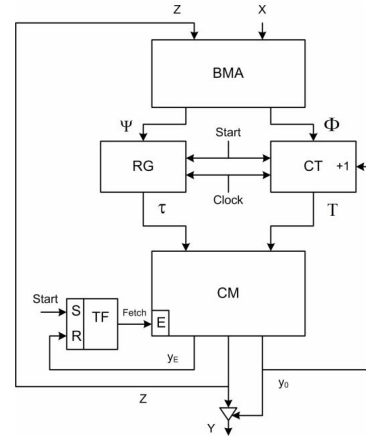 Z X
BMA
Ψ Φ
Start
RG CT +1
Clock
τ T
CM
Start S TF Fetch E
R
yE
Z y0
Y